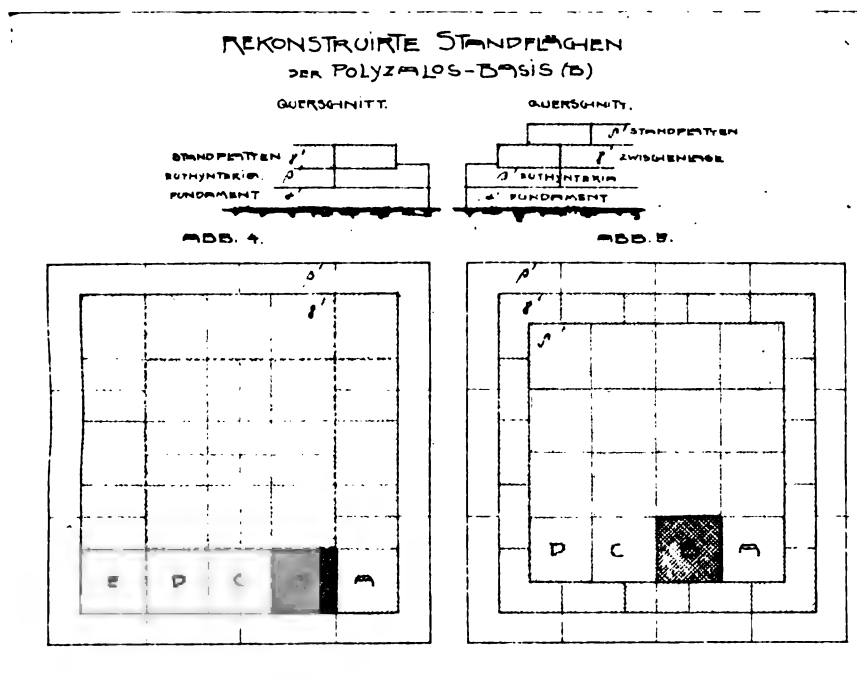 REKONSTRUIRTE STANDFLÄCHEN
DER POLYZALOS-BASIS (B)
QUERSCHNITT.
STANDPLATTEN γ'
EUTHYNTERIA. β'
FUNDAMENT α'
ABB. 4.
QUERSCHNITT.
δ' STANDPLATTEN
γ' ZWISCHENLAGE
β' EUTHYNTERIA
α' FUNDAMENT
ABB. 5.
β'
γ'
E D C B A
β'
γ'
δ'
D C B A